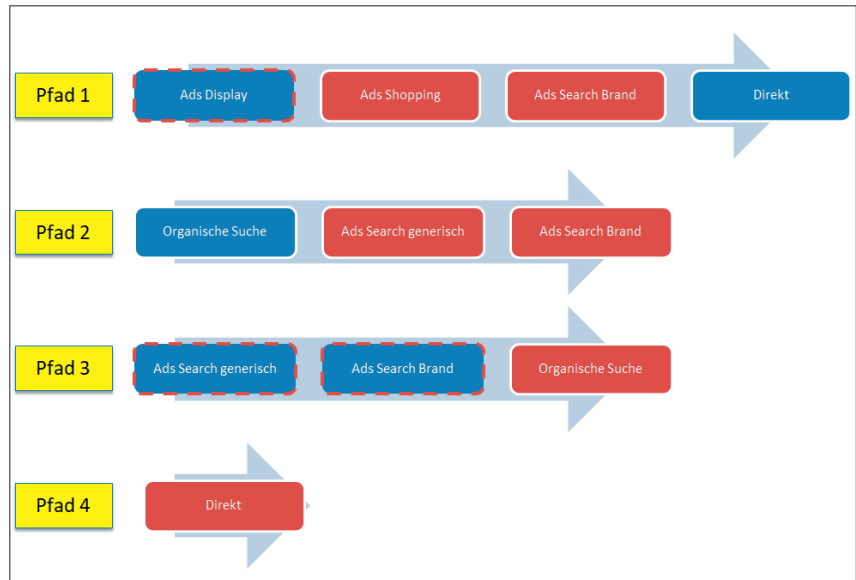 Pfad 1
Ads Display
Ads Shopping
Ads Search Brand
Direkt
Pfad 2
Organische Suche
Ads Search generisch
Ads Search Brand
Pfad 3
Ads Search generisch
Ads Search Brand
Organische Suche
Pfad 4
Direkt